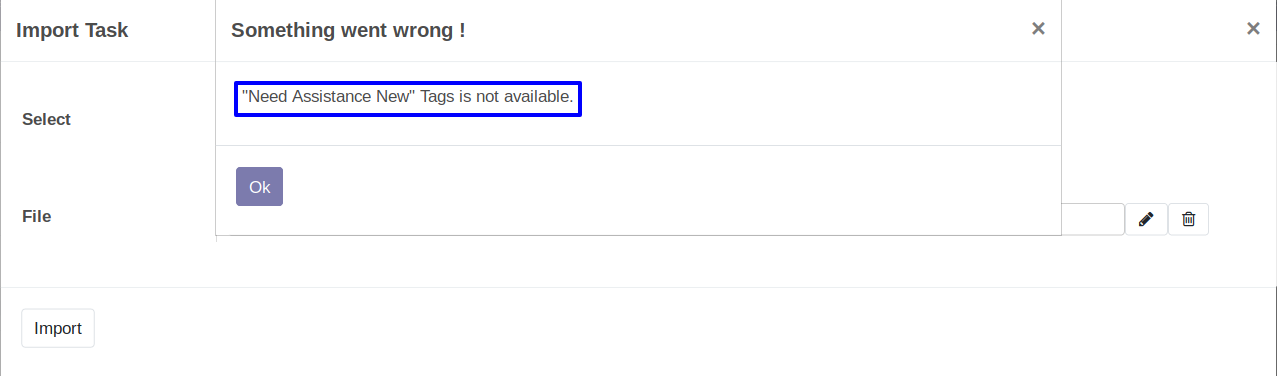 Import Task
Something went wrong !
×
×
"Need Assistance New" Tags is not available.
Select
Ok
File
Import